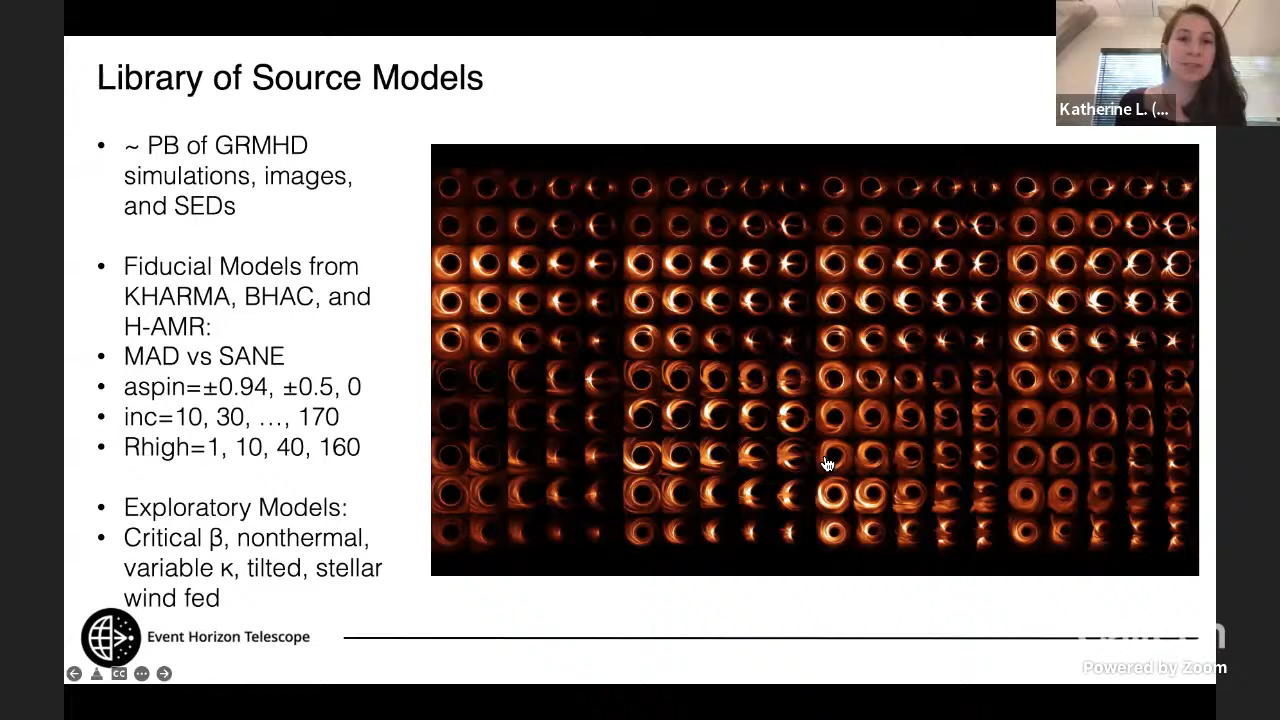 Library of Source Models
Katherine L. (...
• ~ PB of GRMHD
simulations, images,
and SEDs
• Fiducial Models from
KHARMA, BHAC, and
H-AMR:
• MAD vs SANE
• aspin=±0.94, ±0.5, 0
• inc=10, 30, …, 170
• Rhigh=1, 10, 40, 160
• Exploratory Models:
• Critical β, nonthermal,
variable κ, tilted, stellar
wind fed
Event Horizon Telescope
CC
Powered by Zoom